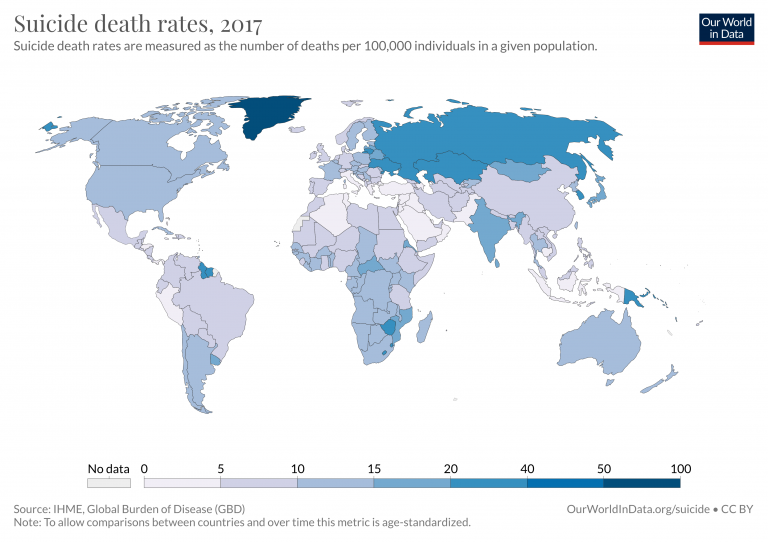 Suicide death rates, 2017
Our World
in Data
Suicide death rates are measured as the number of deaths per 100,000 individuals in a given population.
No data 0 5 10 15 20 40 50 100
Source: IHME, Global Burden of Disease (GBD)
OurWorldInData.org/suicide • CC BY
Note: To allow comparisons between countries and over time this metric is age-standardized.